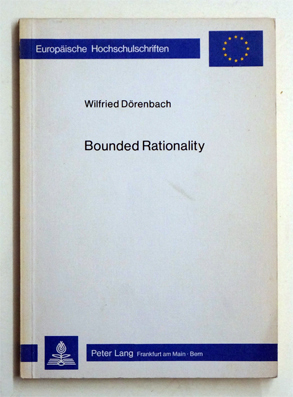 Europäische Hochschulschriften
Wilfried Dörenbach
Bounded Rationality
Peter Lang Frankfurt am Main · Bern